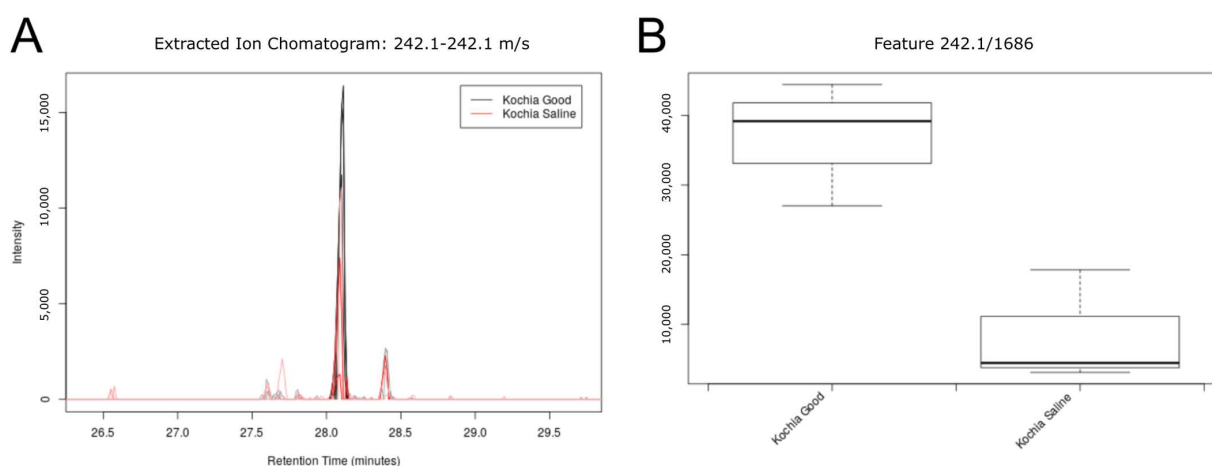 A
Extracted Ion Chomatogram: 242.1-242.1 m/s
Kochia Good
Kochia Saline
15,000
10,000
5,000
0
Intensity
26.5 27.0 27.5 28.0 28.5 29.0 29.5
Retention Time (minutes)
B
Feature 242.1/1686
40,000
30,000
20,000
10,000
Kochia Good
Kochia Saline